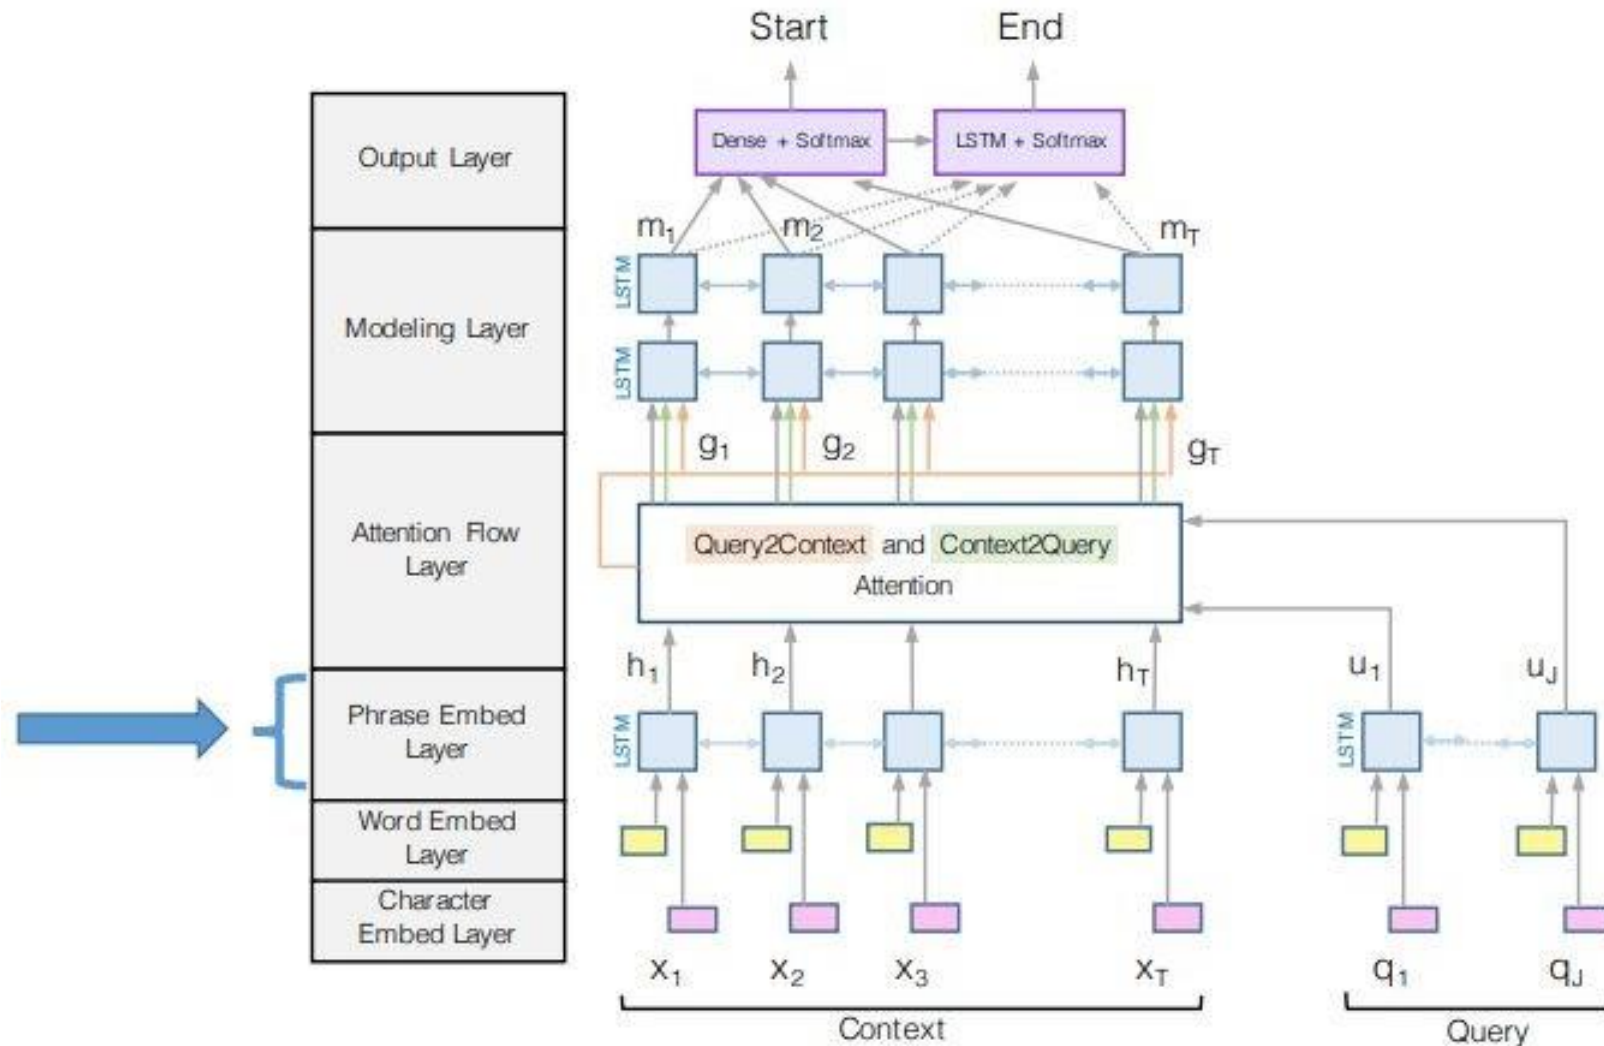 Start End
Output Layer
Dense + Softmax LSTM + Softmax
m1 m2 mT
LSTM
Modeling Layer
LSTM
g1 g2 gT
Attention Flow
Layer
Query2Context and Context2Query
Attention
h1 h2 hT u1 uJ
Phrase Embed
Layer
LSTM LSTM
Word Embed
Layer
Character
Embed Layer
x1 x2 x3 xT q1 qJ
Context Query